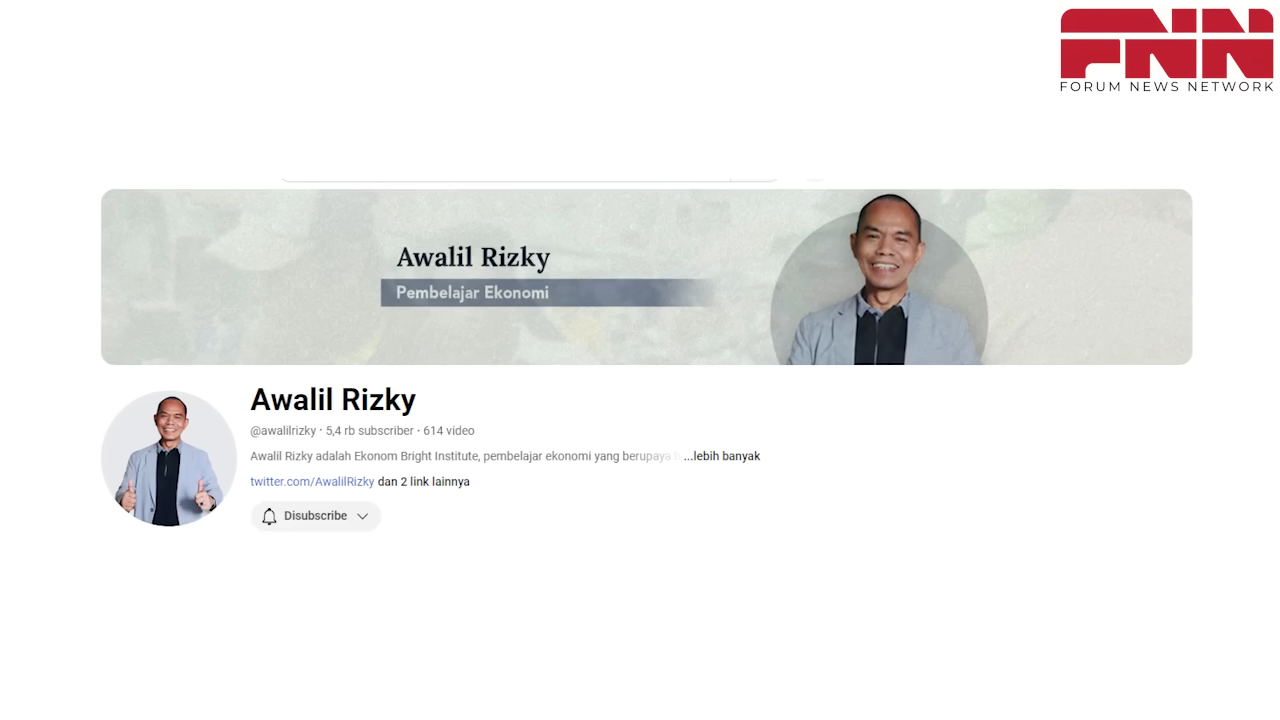 FNN
FORUM NEWS NETWORK
Awalil Rizky
Pembelajar Ekonomi
Awalil Rizky
@awalilrizky · 5,4 rb subscriber · 614 video
Awalil Rizky adalah Ekonom Bright Institute, pembelajar ekonomi yang berupaya ...lebih banyak
twitter.com/AwalilRizky dan 2 link lainnya
Disubscribe